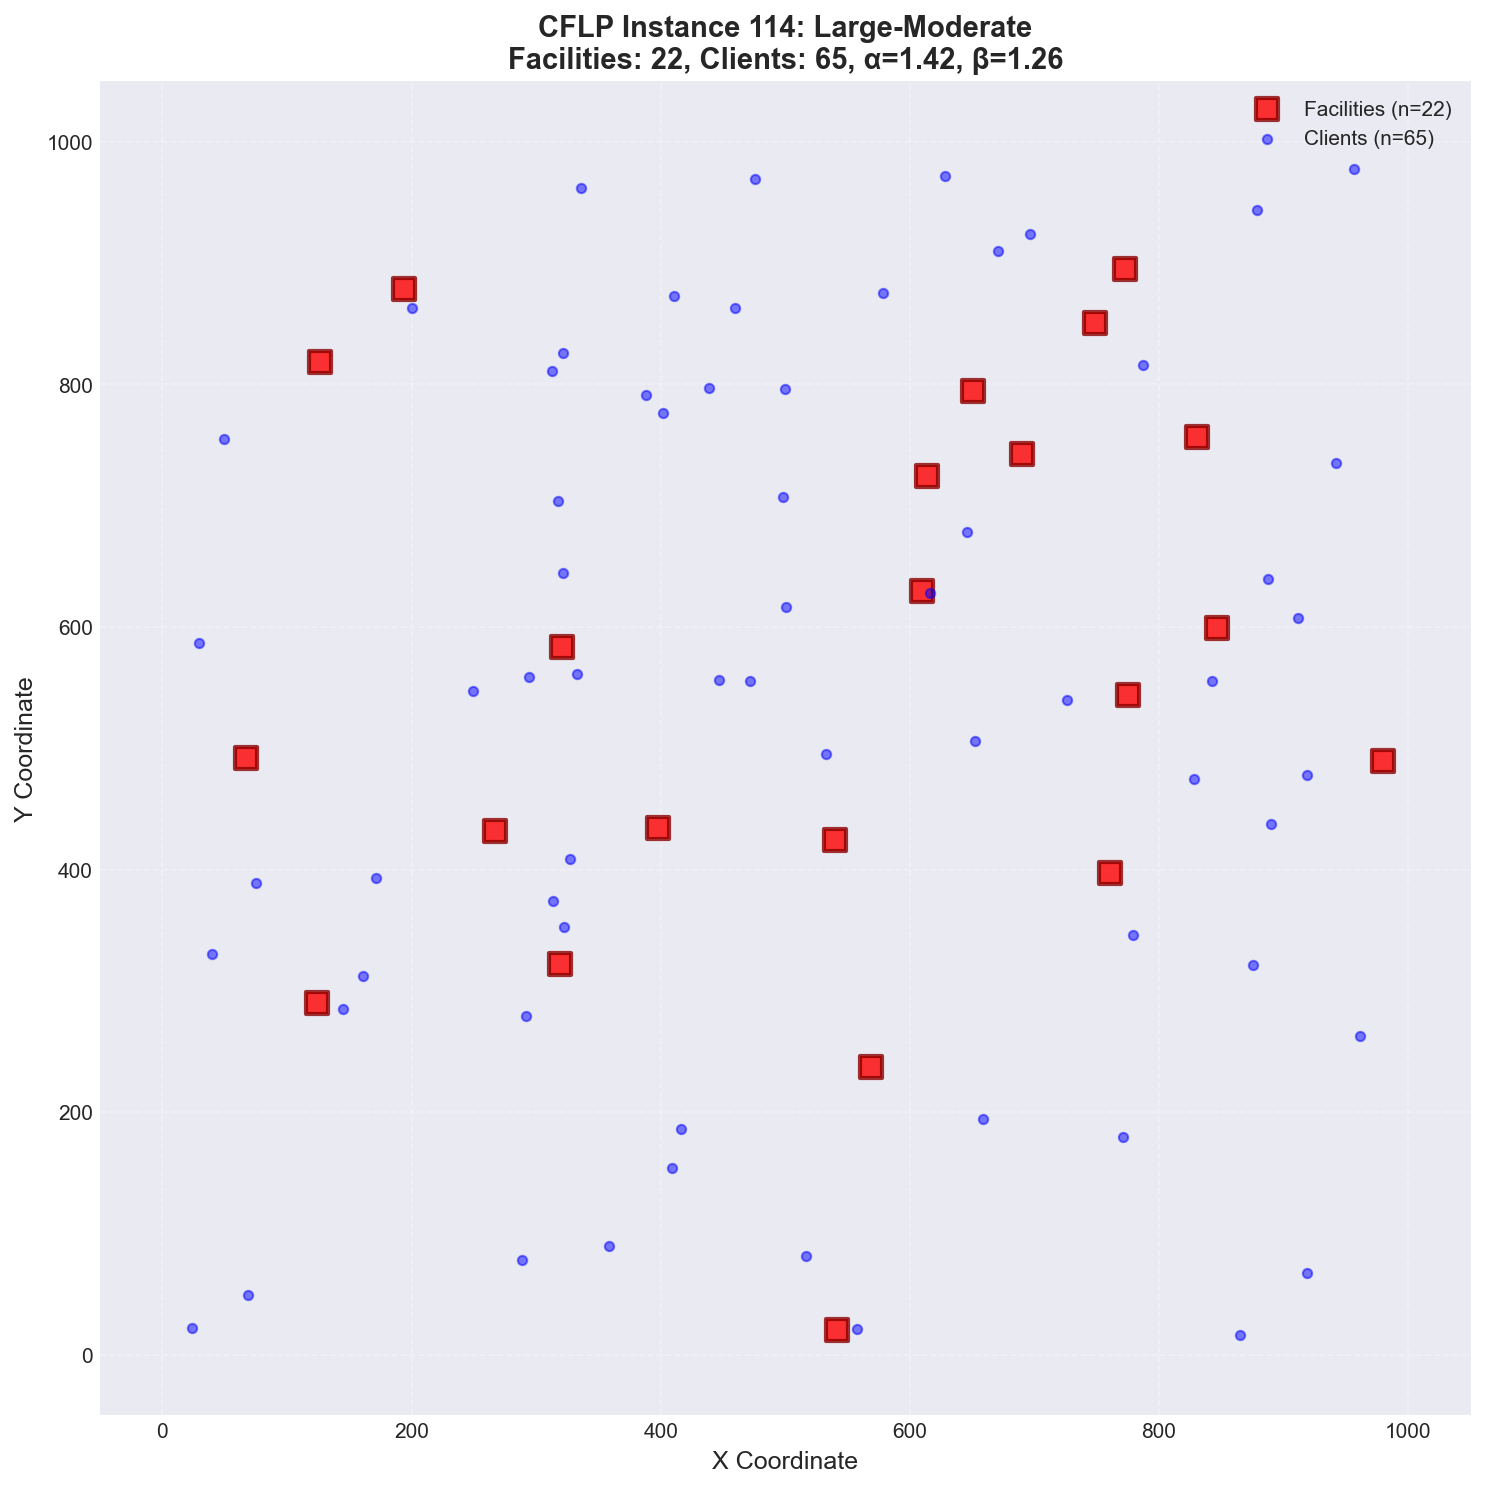 CFLP Instance 114: Large-Moderate
Facilities: 22, Clients: 65, α=1.42, β=1.26
Facilities (n=22)
Clients (n=65)
1000
800
600
400
200
0
Y Coordinate
0
200
400
600
800
1000
X Coordinate